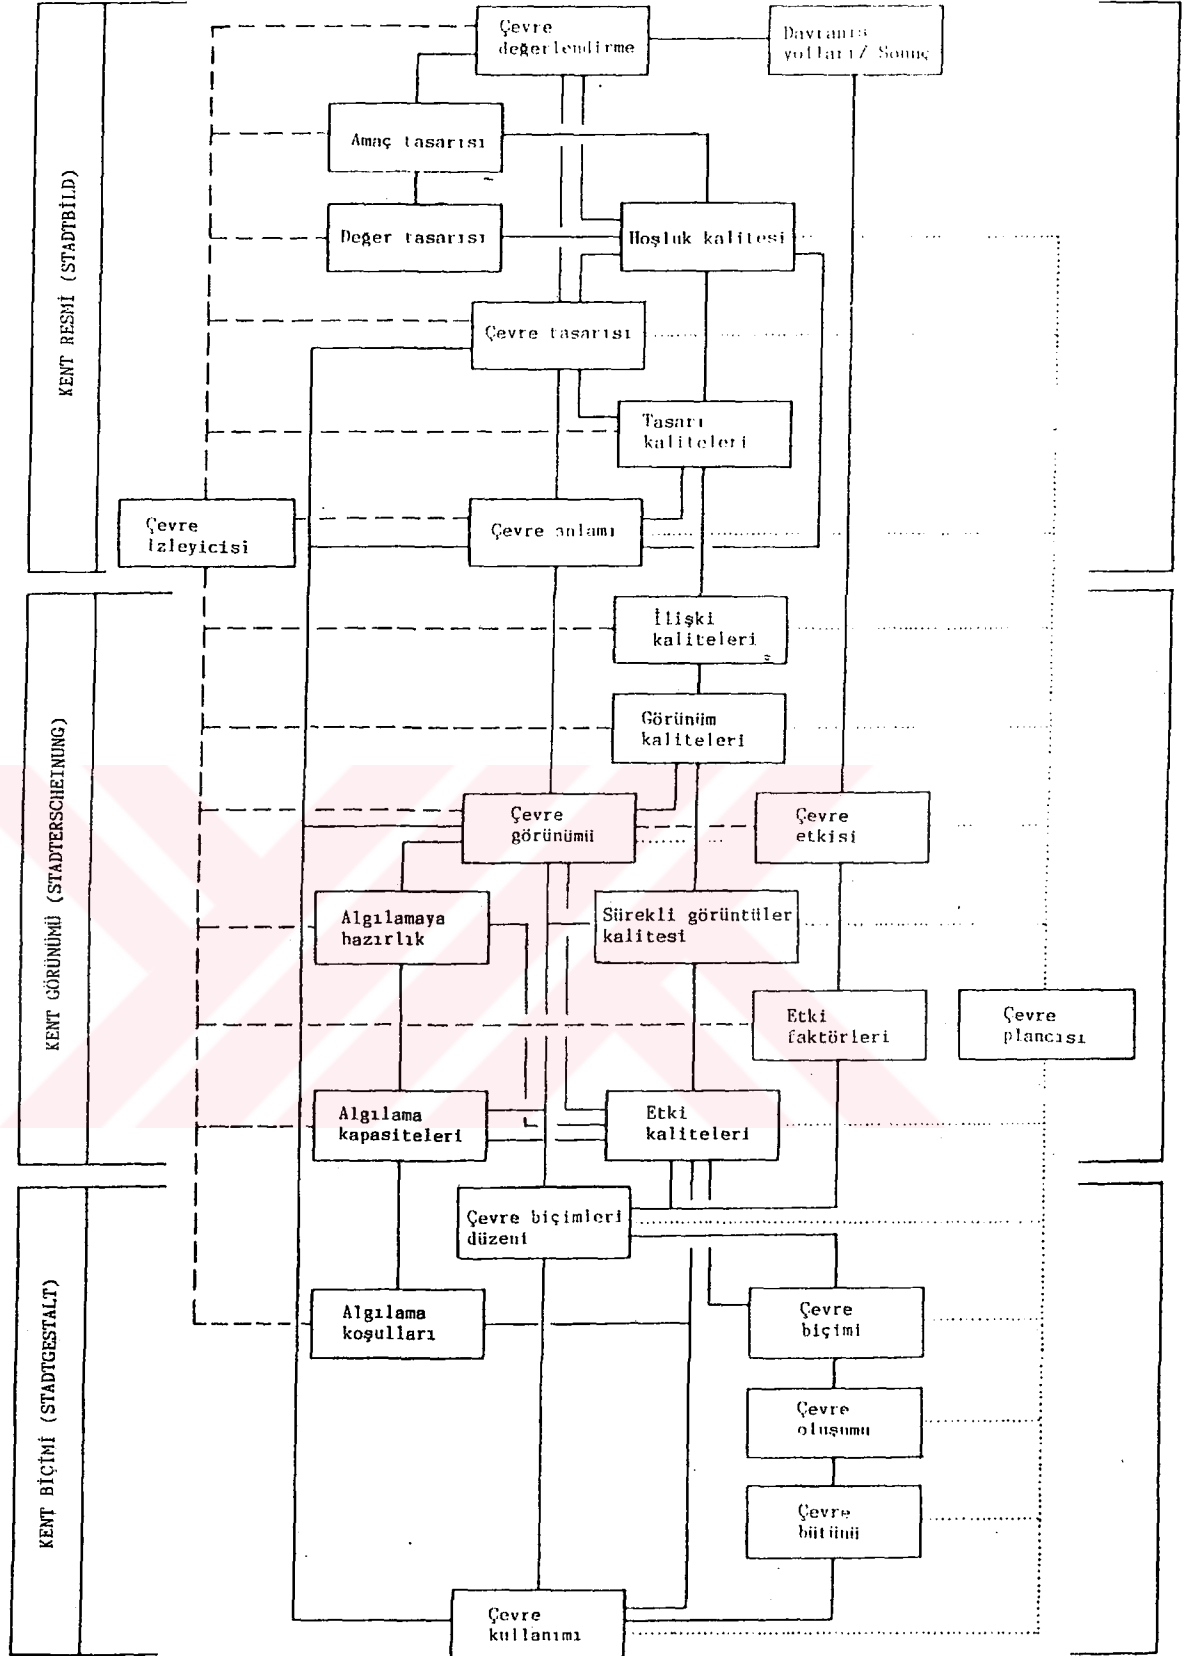 Çevre
değerlendirme
Davranış
yolları/ Sonuç
Amaç tasarısı
Değer tasarısı
Hoşluk kalitesi
KENT RESMİ (STADTBİLD)
Çevre tasarısı
Tasarı
kaliteleri
Çevre
İzleyicisi
Çevre anlamı
İlişki
kaliteleri
Görünüm
kaliteleri
KENT GÖRÜNÜMÜ (STADTERSCHEINUNG)
Çevre
görünümü
Çevre
etkisi
Algılamaya
hazırlık
Sürekli görüntüler
kalitesi
Etki
faktörleri
Çevre
plancısı
Algılama
kapasiteleri
Etki
kaliteleri
Çevre biçimleri
düzeni
KENT BİÇİMİ (STADTGESTALT)
Algılama
koşulları
Çevre
biçimi
Çevre
oluşumu
Çevre
bütünü
Çevre
kullanımı